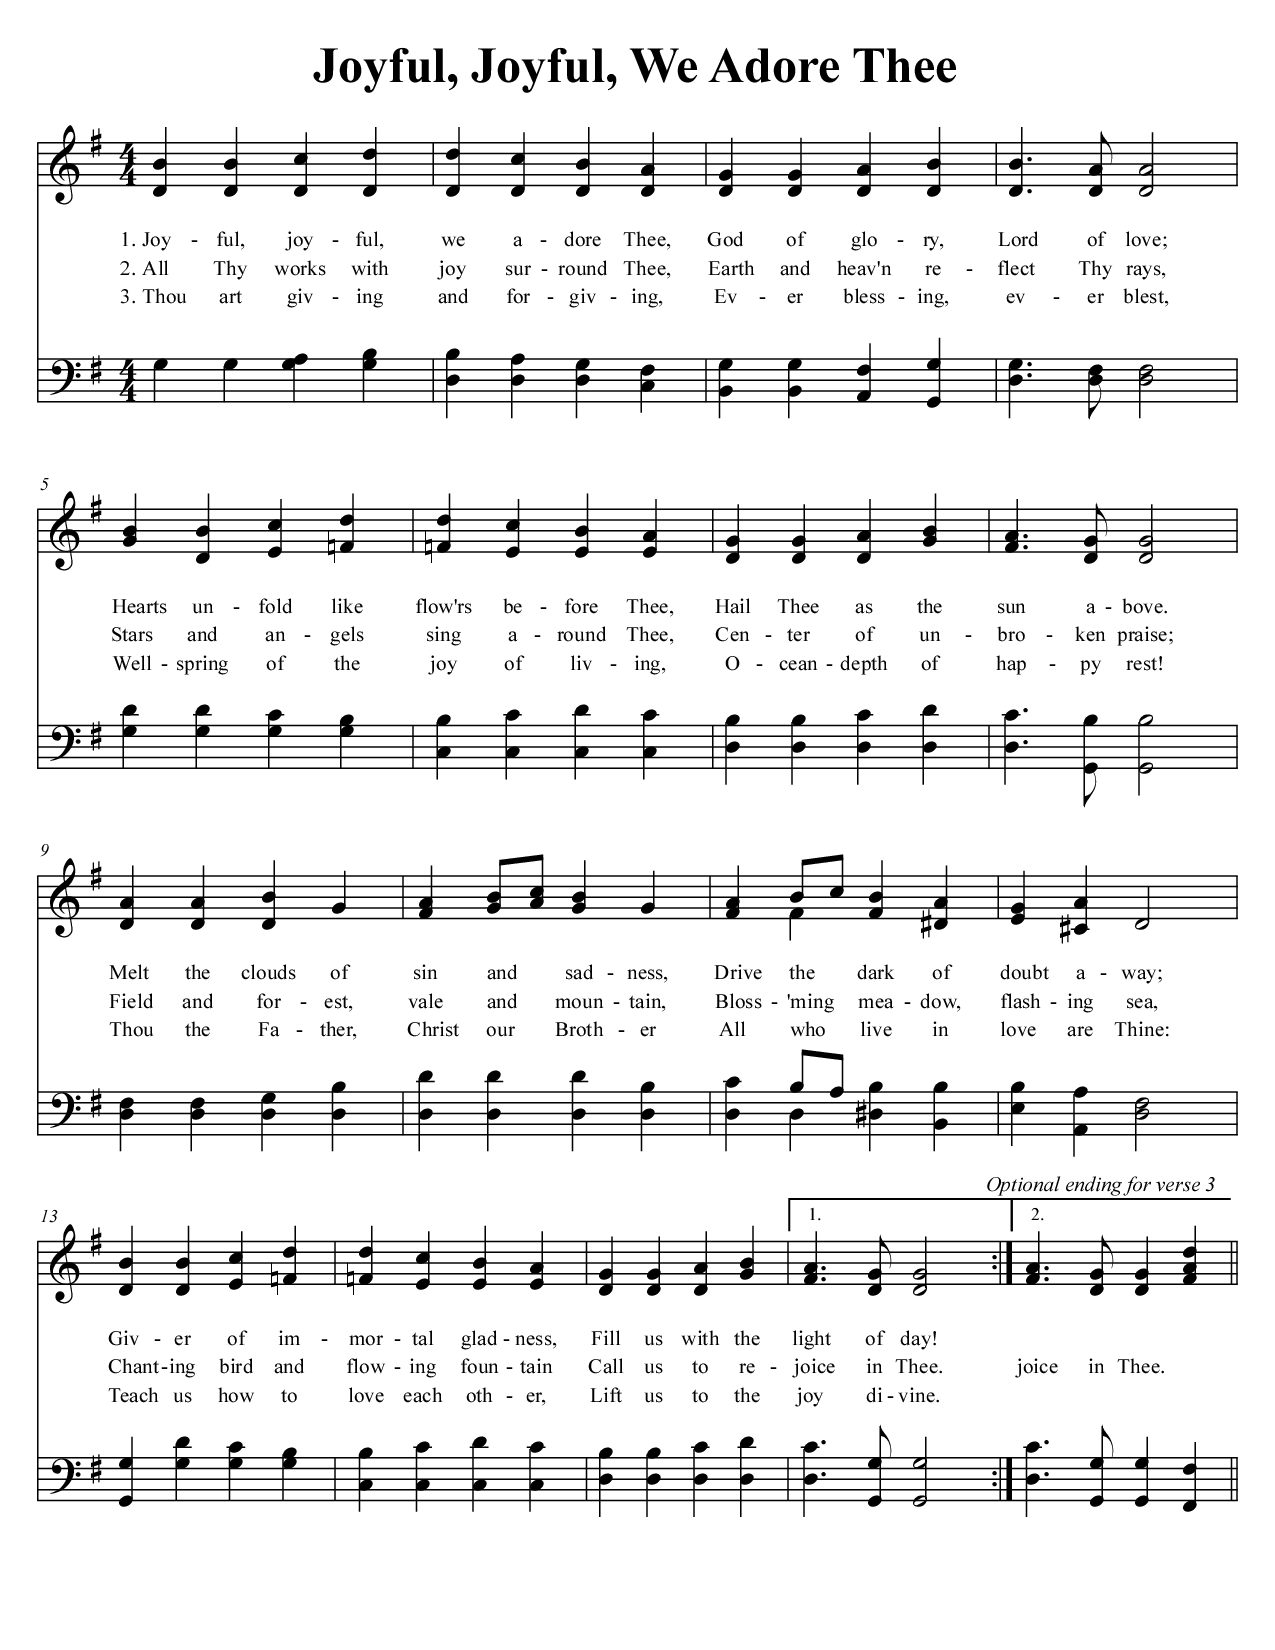 Joyful, Joyful, We Adore Thee
4 4
1. Joy - ful, joy - ful, we a - dore Thee, God of glo - ry, Lord of love;
2. All Thy works with joy sur - round Thee, Earth and heav'n re - flect Thy rays,
3. Thou art giv - ing and for - giv - ing, Ev - er bless - ing, ev - er blest,
4 4
5
Hearts un - fold like flow'rs be - fore Thee, Hail Thee as the sun a - bove.
Stars and an - gels sing a - round Thee, Cen - ter of un - bro - ken praise;
Well - spring of the joy of liv - ing, O - cean - depth of hap - py rest!
9
Melt the clouds of sin and sad - ness, Drive the dark of doubt a - way;
Field and for - est, vale and moun - tain, Bloss - 'ming mea - dow, flash - ing sea,
Thou the Fa - ther, Christ our Broth - er All who live in love are Thine:
Optional ending for verse 3
13 1. 2.
Giv - er of im - mor - tal glad - ness, Fill us with the light of day!
Chant - ing bird and flow - ing foun - tain Call us to re - joice in Thee. joice in Thee.
Teach us how to love each oth - er, Lift us to the joy di - vine.